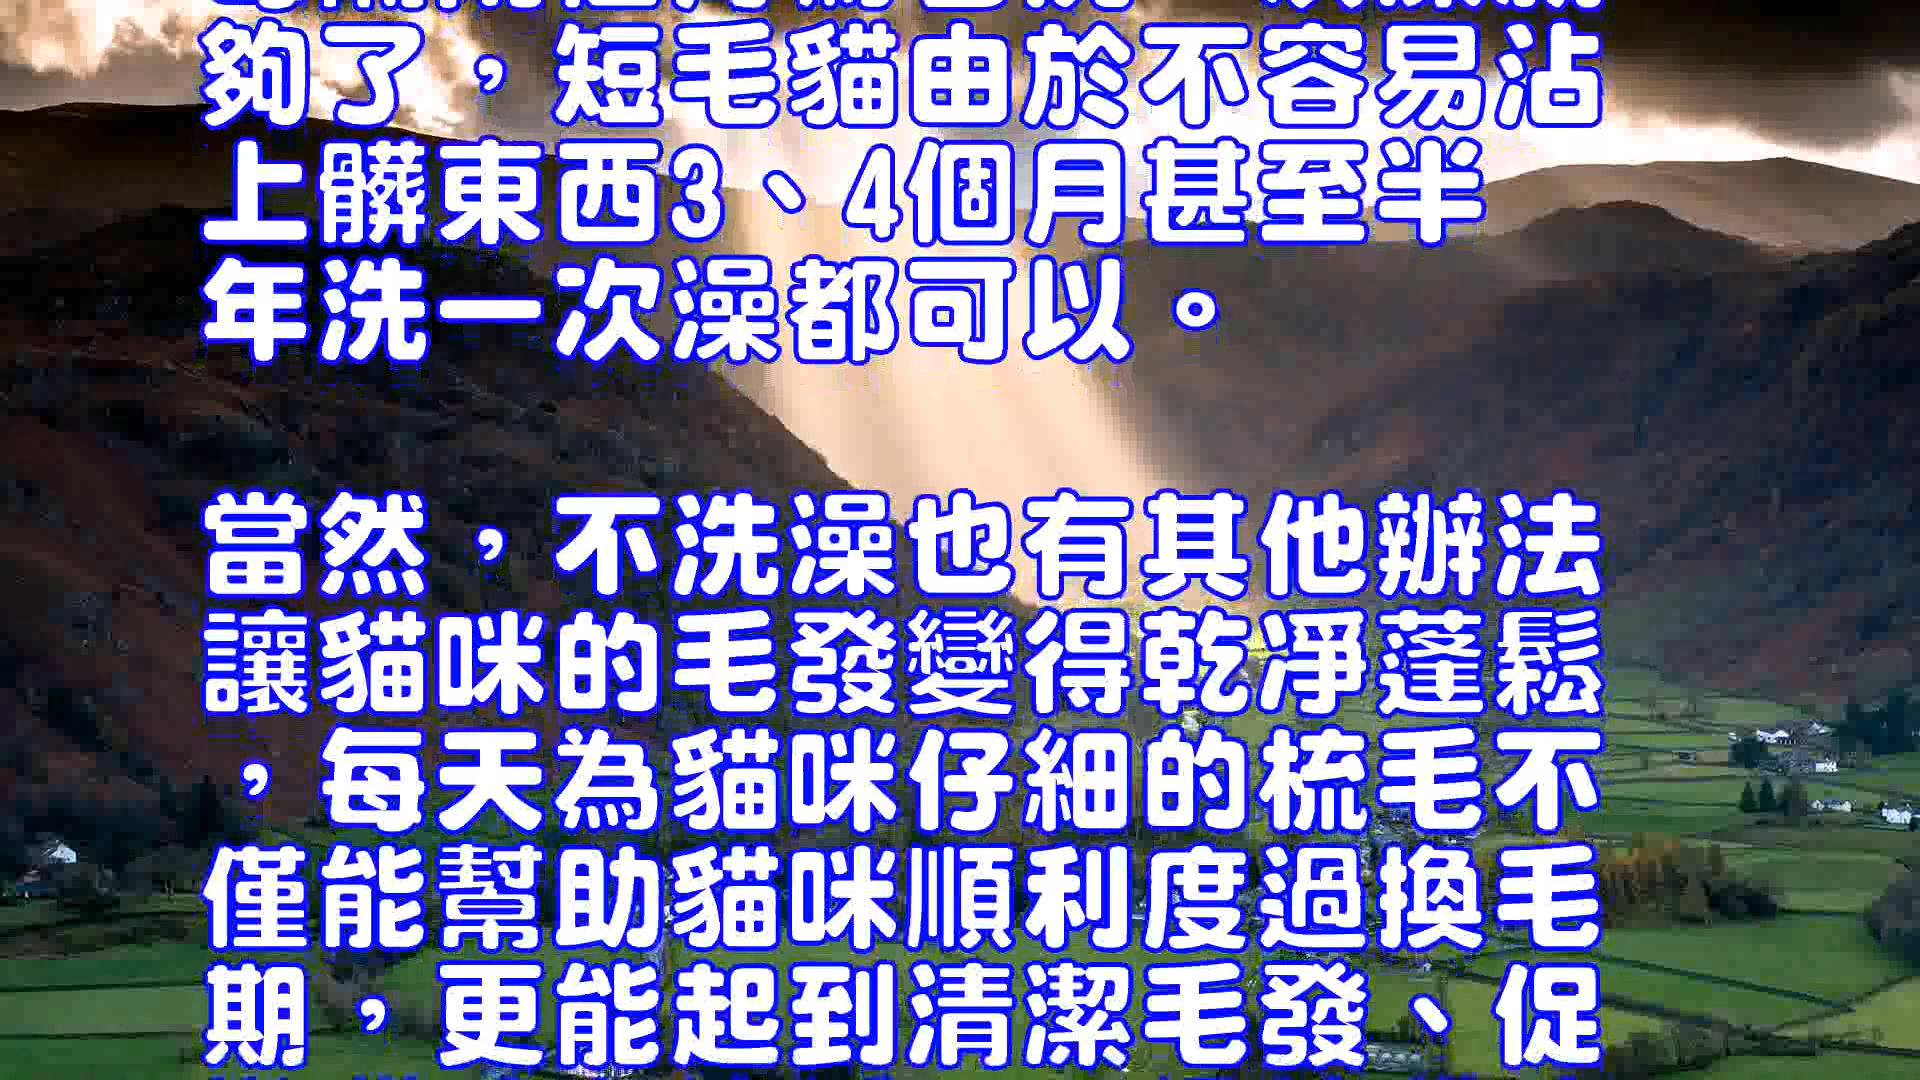 夠了，短毛貓由於不容易沾
上髒東西3、4個月甚至半
年洗一次澡都可以。
當然，不洗澡也有其他辦法
讓貓咪的毛發變得乾淨蓬鬆
，每天為貓咪仔細的梳毛不
僅能幫助貓咪順利度過換毛
期，更能起到清潔毛發、促